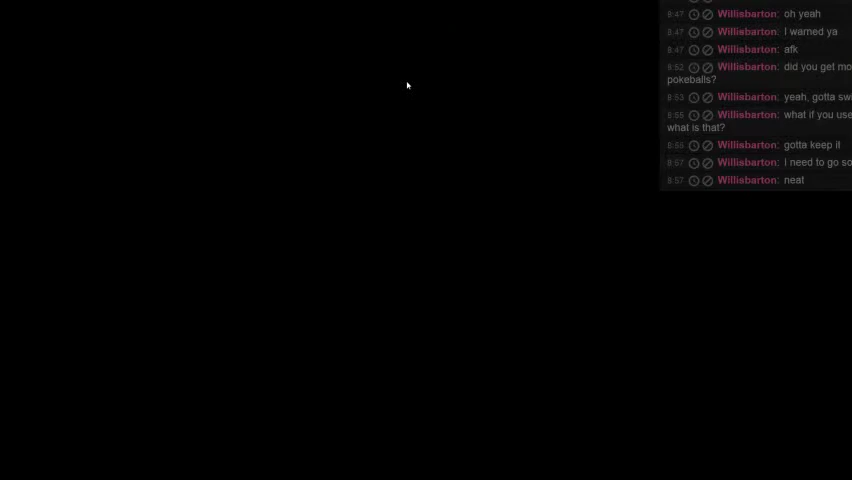 8:47 Willisbarton: oh yeah
8:47 Willisbarton: I warned ya
8:47 Willisbarton: afk
8:52 Willisbarton: did you get mo
pokeballs?
8:53 Willisbarton: yeah, gotta swi
8:55 Willisbarton: what if you use
what is that?
8:55 Willisbarton: gotta keep it
8:57 Willisbarton: I need to go so
8:57 Willisbarton: neat